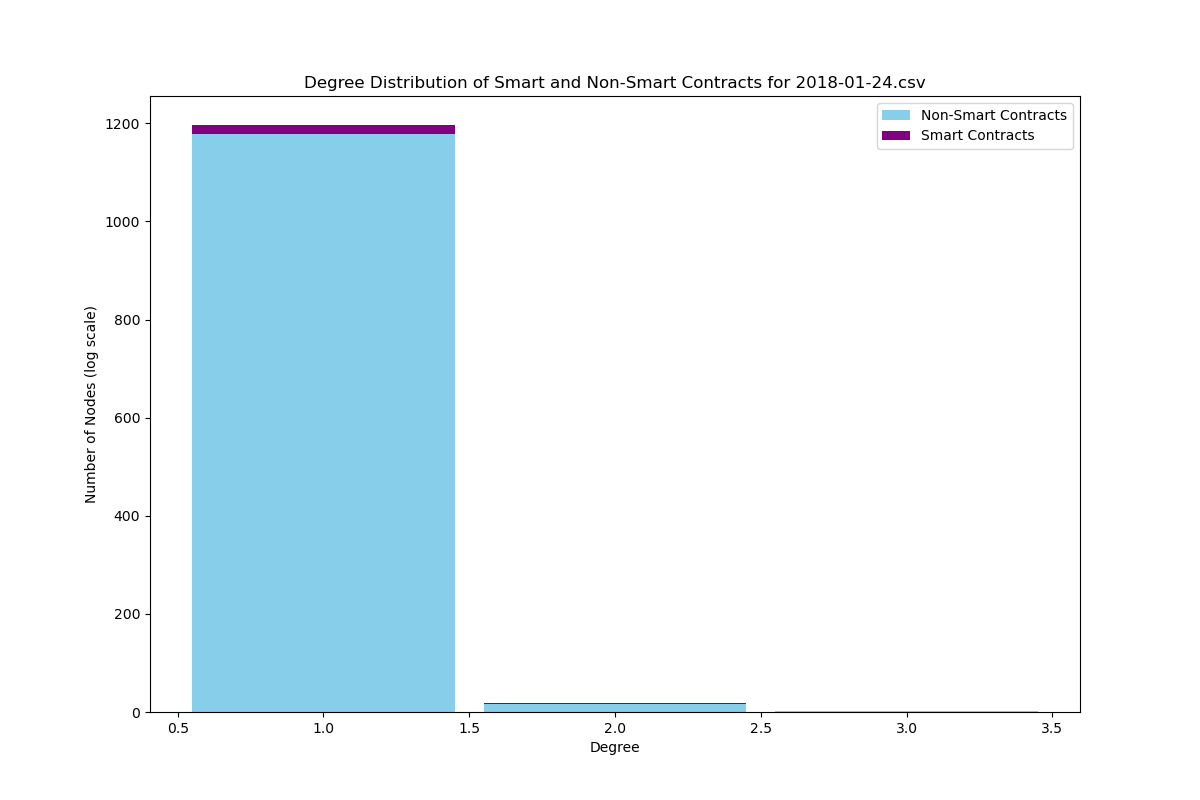 Degree Distribution of Smart and Non-Smart Contracts for 2018-01-24.csv
Non-Smart Contracts
Smart Contracts
Number of Nodes (log scale)
1200
1000
800
600
400
200
0
0.5 1.0 1.5 2.0 2.5 3.0 3.5
Degree